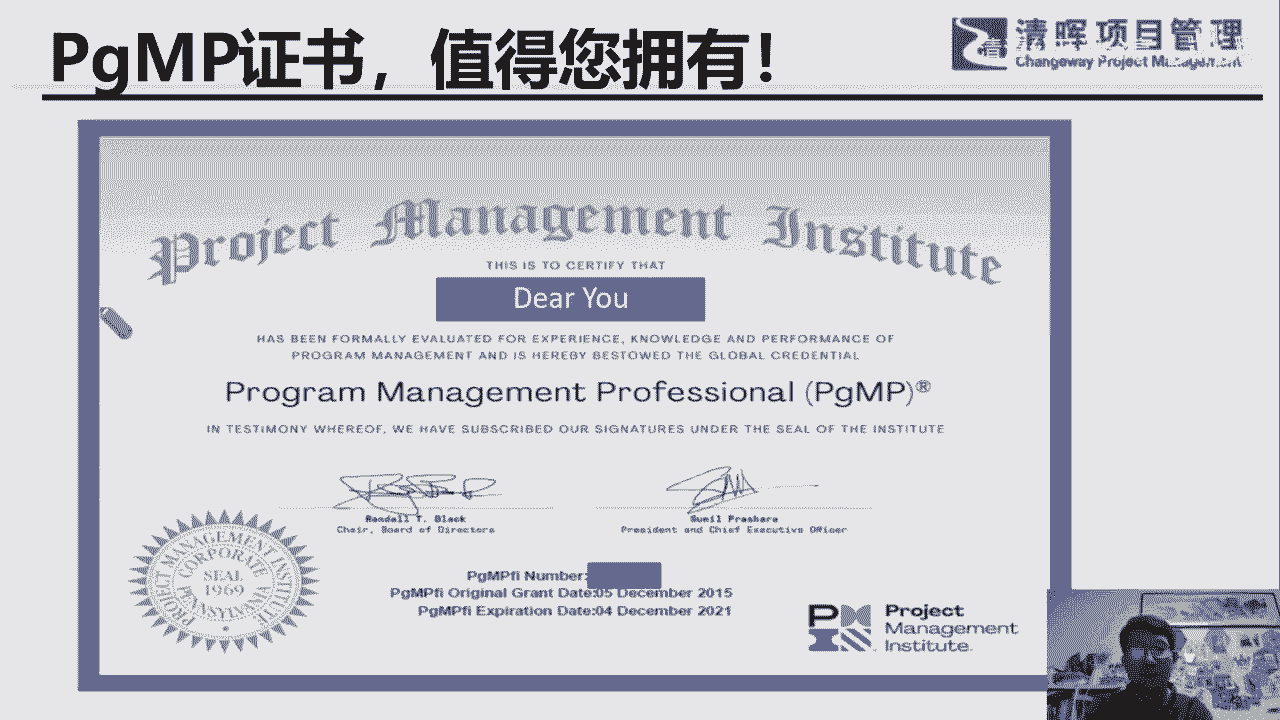 PgMP证书，值得您拥有！
清晖项目管理
Changeway Project Management
Project Management Institute
THIS IS TO CERTIFY THAT
Dear You
HAS BEEN FORMALLY EVALUATED FOR EXPERIENCE, KNOWLEDGE AND PERFORMANCE OF
PROGRAM MANAGEMENT AND IS HEREBY BESTOWED THE GLOBAL CREDENTIAL
Program Management Professional (PgMP)®
IN TESTIMONY WHEREOF, WE HAVE SUBSCRIBED OUR SIGNATURES UNDER THE SEAL OF THE INSTITUTE
Randall T. Black
Chair, Board of Directors
Sunil Prashara
President and Chief Executive Officer
PROJECT MANAGEMENT INSTITUTE
CORPORATE
SEAL
1969
PENNSYLVANIA
PgMPfi Number:
PgMPfi Original Grant Date:05 December 2015
PgMPfi Expiration Date:04 December 2021
Project
Management
Institute.